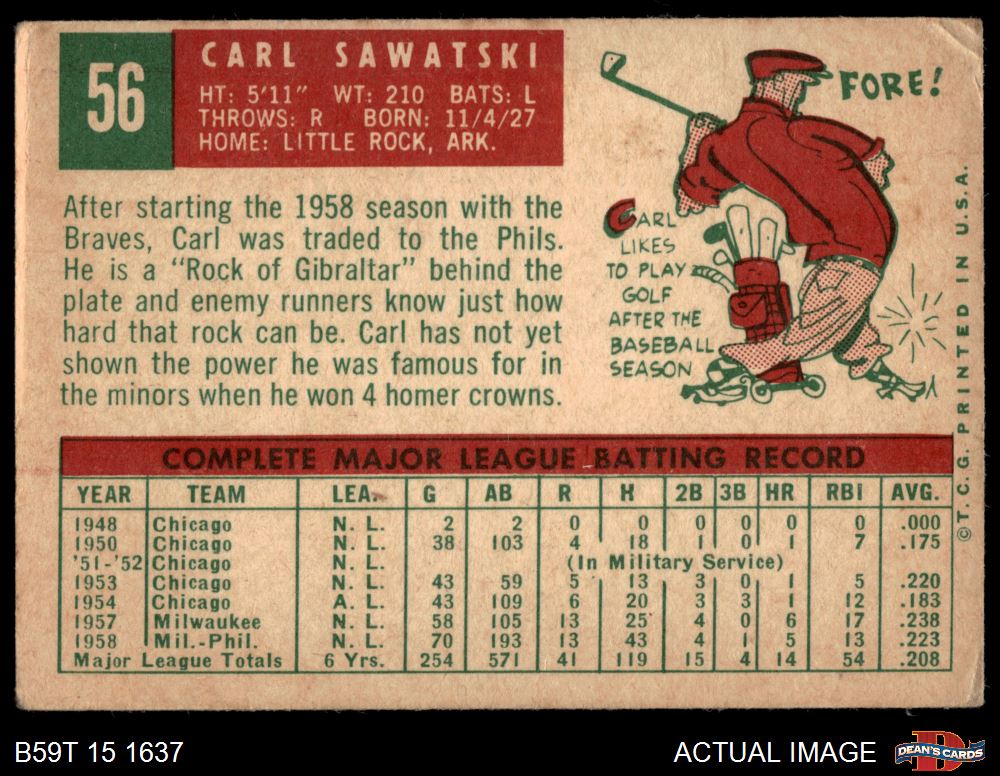 56
CARL SAWATSKI
HT: 5'11" WT: 210 BATS: L
THROWS: R BORN: 11/4/27
HOME: LITTLE ROCK, ARK.
After starting the 1958 season with the
Braves, Carl was traded to the Phils.
He is a "Rock of Gibraltar" behind the
plate and enemy runners know just how
hard that rock can be. Carl has not yet
shown the power he was famous for in
the minors when he won 4 homer crowns.
FORE!
CARL
LIKES
TO PLAY
GOLF
AFTER THE
BASEBALL
SEASON
©T.C.G. PRINTED IN U.S.A.
COMPLETE MAJOR LEAGUE BATTING RECORD
YEAR TEAM LEA. G AB R H 2B 3B HR RBI AVG.
1948 Chicago N. L. 2 2 0 0 0 0 0 0 .000
1950 Chicago N. L. 38 103 4 18 1 0 1 7 .175
'51-'52 Chicago N. L. (In Military Service)
1953 Chicago N. L. 43 59 5 13 3 0 1 5 .220
1954 Chicago A. L. 43 109 6 20 3 3 1 12 .183
1957 Milwaukee N. L. 58 105 13 25 4 0 6 17 .238
1958 Mil.-Phil. N. L. 70 193 13 43 4 1 5 13 .223
Major League Totals 6 Yrs. 254 571 41 119 15 4 14 54 .208
B59T 15 1637
ACTUAL IMAGE
DEAN'S CARDS